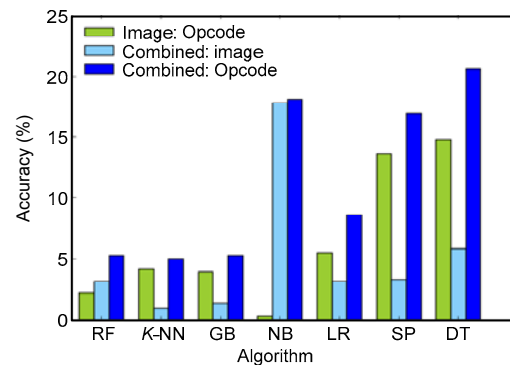 25
20
15
10
5
0
Accuracy (%)
Image: Opcode
Combined: image
Combined: Opcode
RF K-NN GB NB LR SP DT
Algorithm